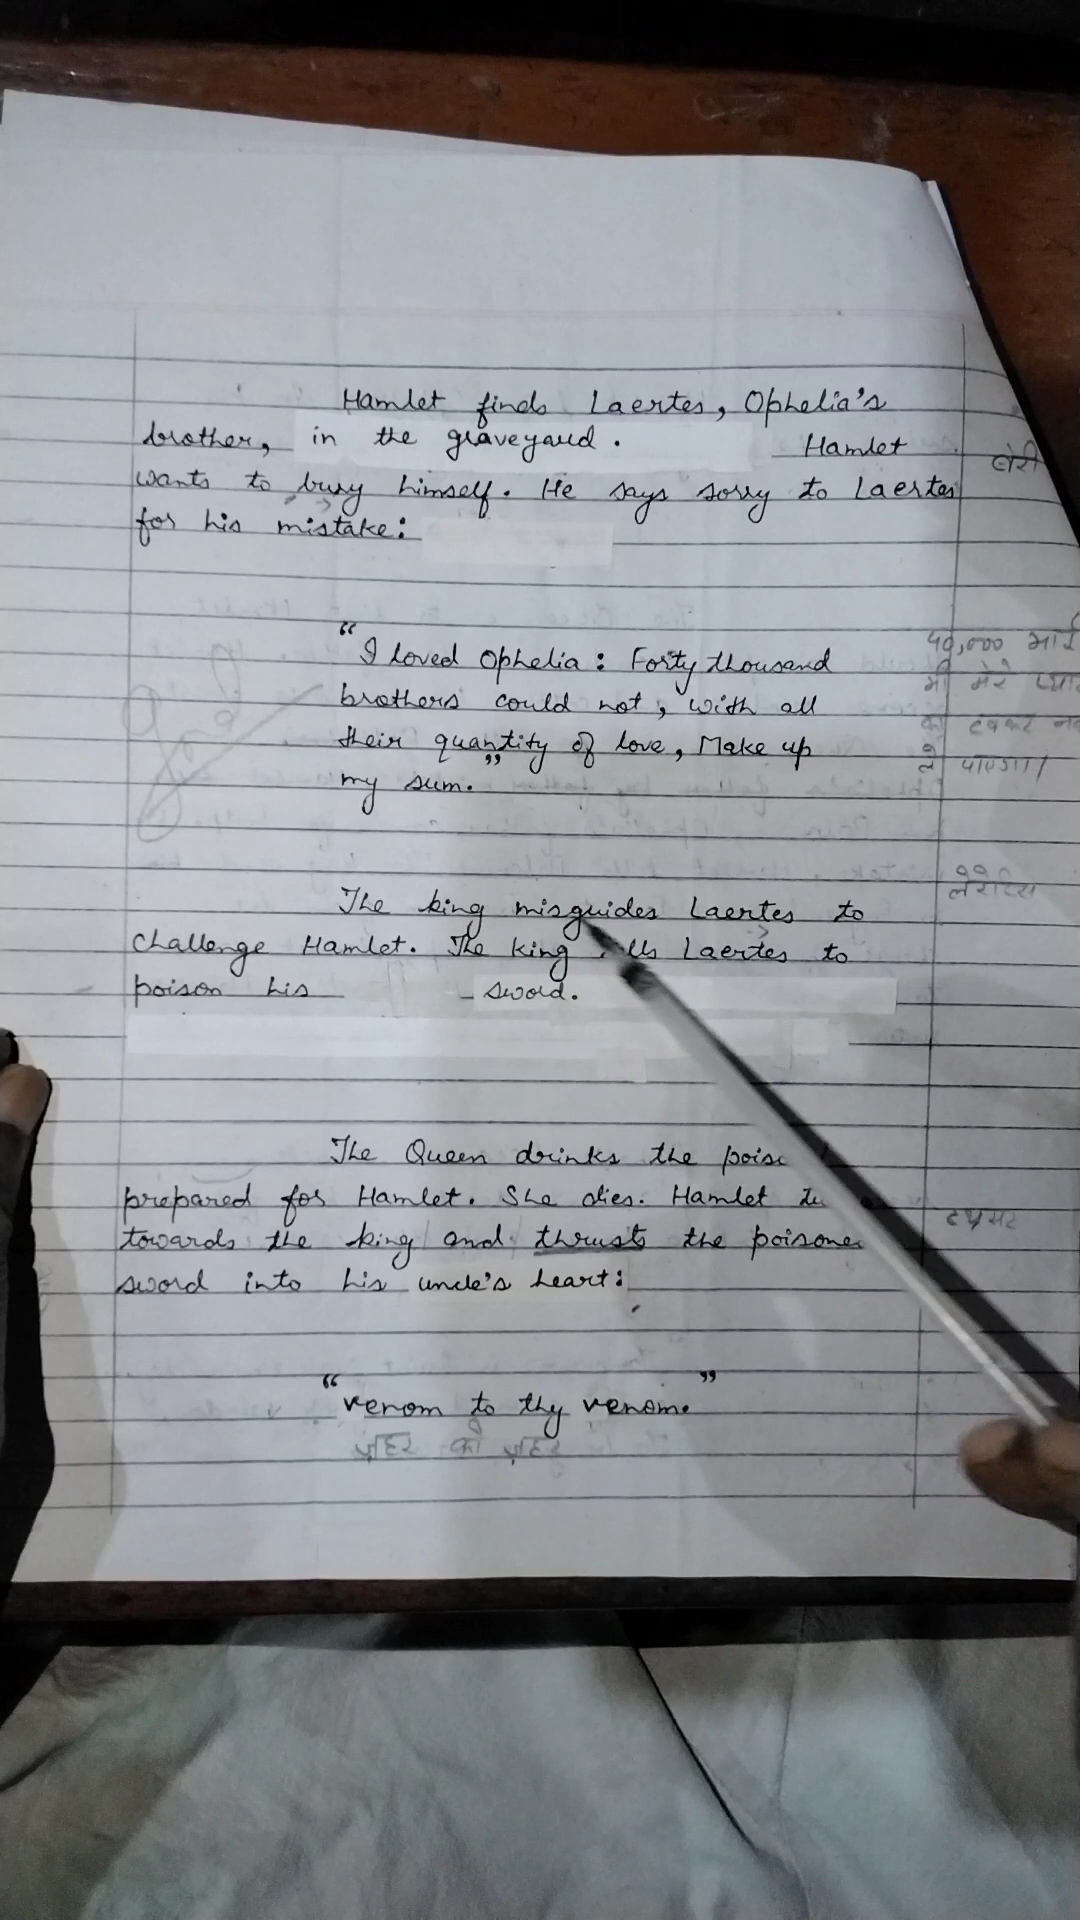 Hamlet finds Laertes, Ophelia's
brother, in the graveyard. Hamlet
wants to bury himself. He says sorry to Laertes
for his mistake:
"I loved Ophelia: Forty thousand
brothers could not, with all
their quantity of love, Make up
my sum."
The king misguides Laertes to
challenge Hamlet. The king Laertes to
poison his sword.
The Queen drinks the
prepared for Hamlet. She dies. Hamlet
towards the king and thrusts the
sword into his uncle's heart:
"venom to thy venom."
ज़हर को ज़हर
बेरी
40,000 भाई
भी मेरे
को टक्कर
ले पाएगा।
लेरटिस